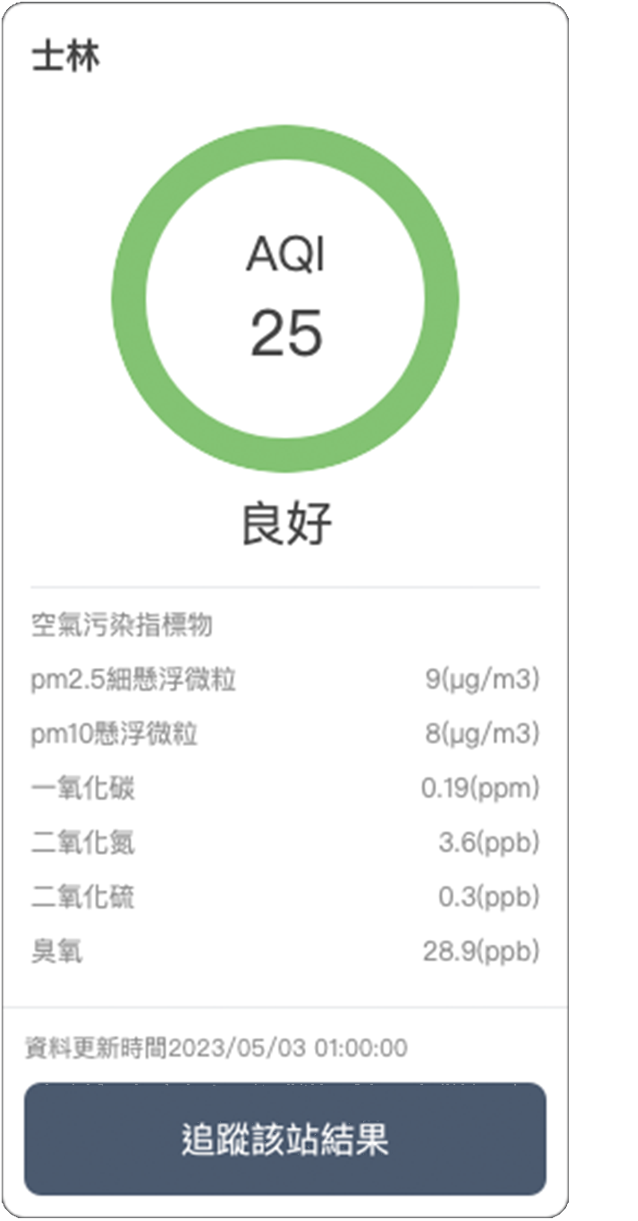 士林
AQI
25
良好
空氣污染指標物
pm2.5細懸浮微粒 9(μg/m3)
pm10懸浮微粒 8(μg/m3)
一氧化碳 0.19(ppm)
二氧化氮 3.6(ppb)
二氧化硫 0.3(ppb)
臭氧 28.9(ppb)
資料更新時間2023/05/03 01:00:00
追蹤該站結果